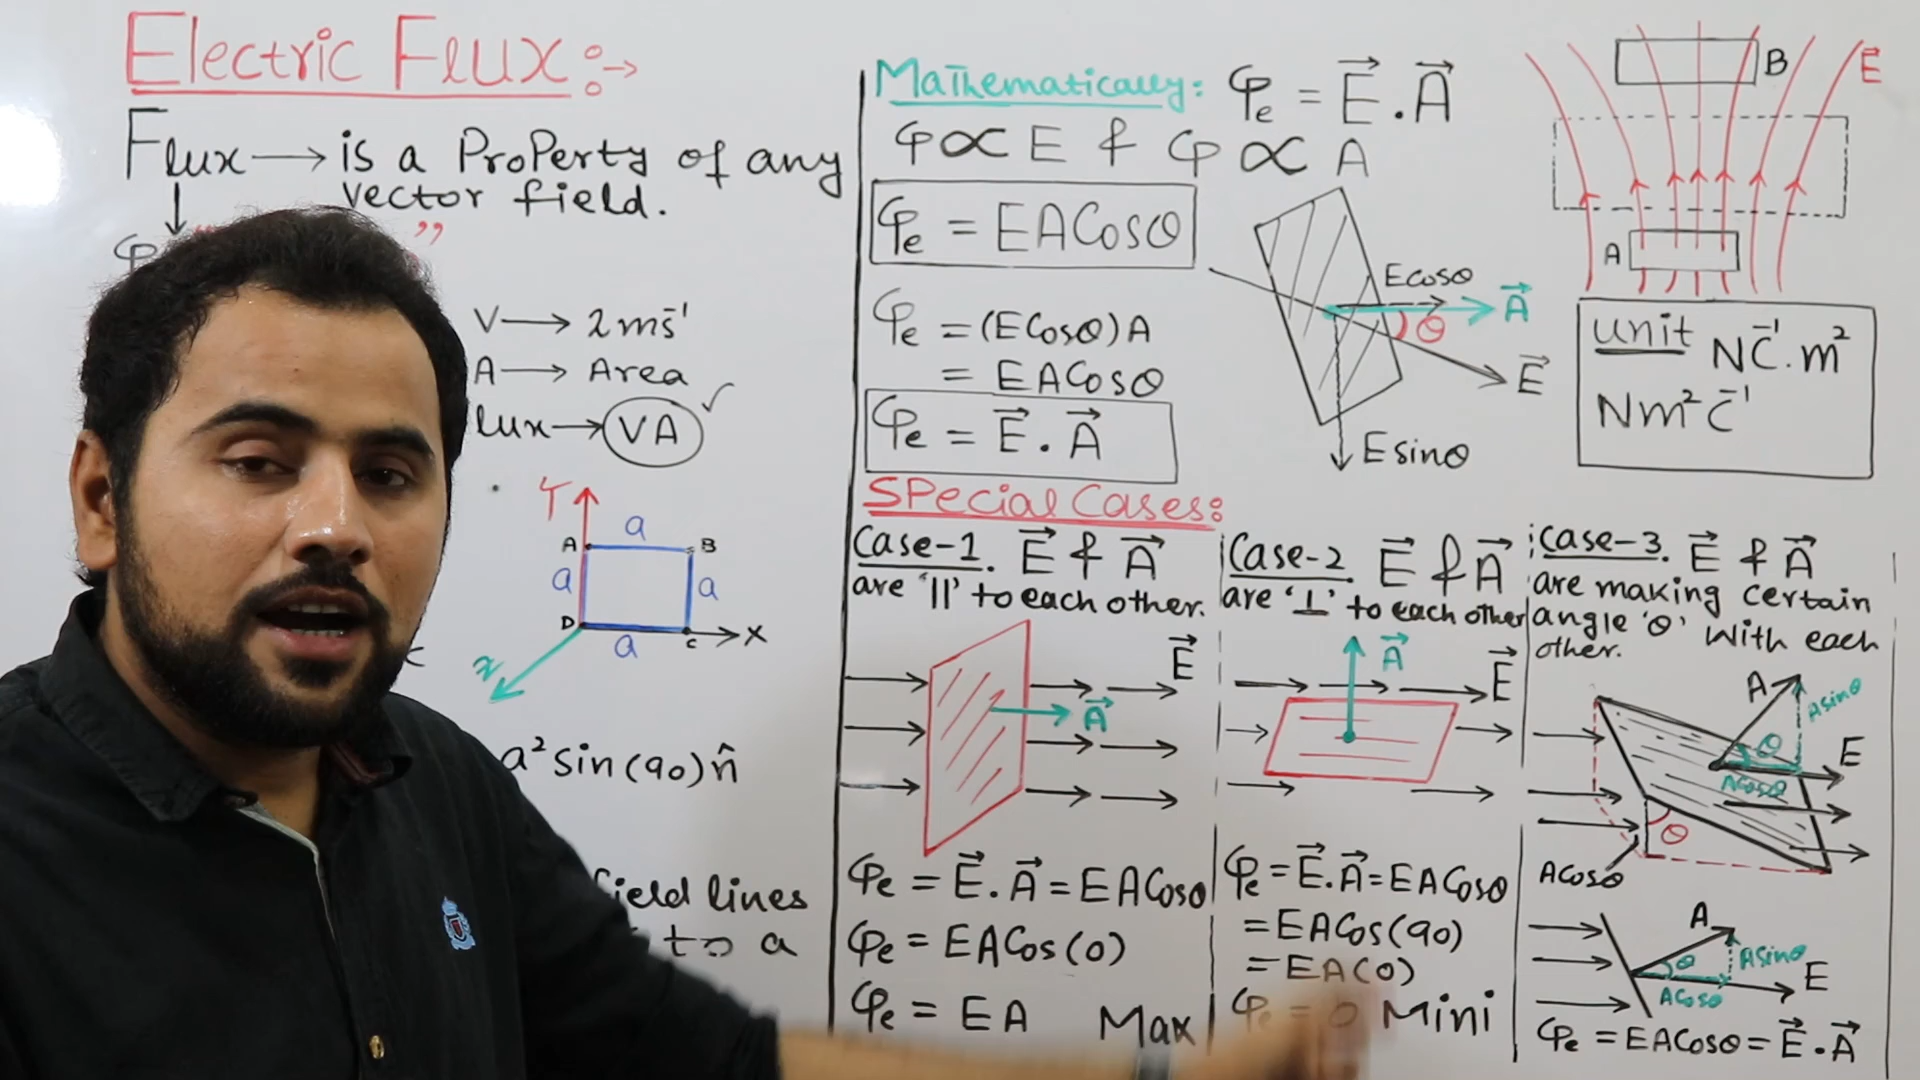 Electric Flux:→
Flux → is a Property of any
vector field.
φ " "
V → 2ms⁻¹
A → Area
lux → VA ✓
Y
a
A B
a a
D C X
a
z
a² sin(90) n̂
field lines
to a
Mathematically: φe = E⃗ . A⃗
φ ∝ E & φ ∝ A
φe = EACosθ
φe = (ECosθ)A
= EACosθ
φe = E⃗ . A⃗
Ecosθ
A⃗
θ
E⃗
Esinθ
B
E⃗
A
unit NC⁻¹.m²
Nm²C⁻¹
Special Cases:
Case-1. E⃗ & A⃗
are '||' to each other.
E⃗
A⃗
φe = E⃗ . A⃗ = EACosθ
φe = EACos(0)
φe = EA Max
Case-2. E⃗ & A⃗
are '⊥' to each other
A⃗ E⃗
φe = E⃗.A⃗ = EACosθ
= EACos(90)
= EA(0)
φe = 0 Mini
Case-3. E⃗ & A⃗
are making certain
angle 'θ' with each
other.
A Asinθ
θ E
Acosθ
θ
Acosθ
A
Asinθ
θ E
Acosθ
φe = EACosθ = E⃗ . A⃗